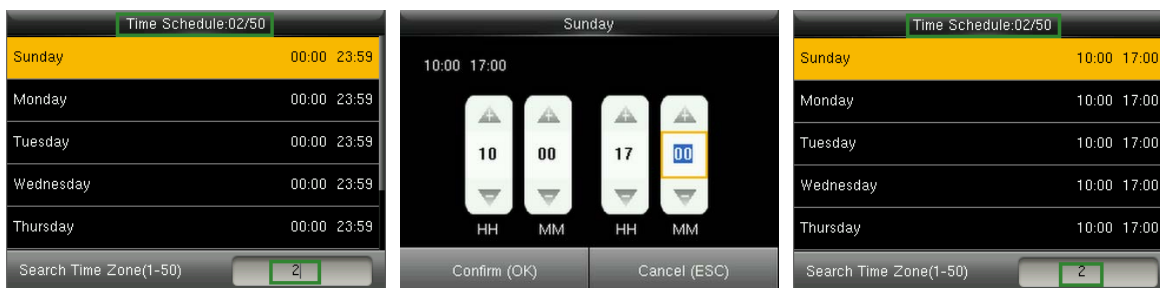 Time Schedule:02/50
Sunday 00:00 23:59
Monday 00:00 23:59
Tuesday 00:00 23:59
Wednesday 00:00 23:59
Thursday 00:00 23:59
Search Time Zone(1-50) 2
Sunday
10:00 17:00
10 00 17 00
HH MM HH MM
Confirm (OK) Cancel (ESC)
Time Schedule:02/50
Sunday 10:00 17:00
Monday 10:00 17:00
Tuesday 10:00 17:00
Wednesday 10:00 17:00
Thursday 10:00 17:00
Search Time Zone(1-50) 2